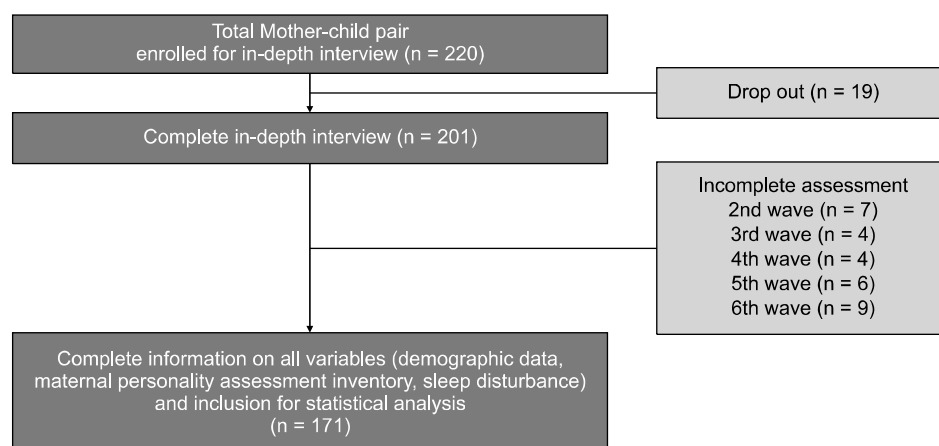 Total Mother-child pair
enrolled for in-depth interview (n = 220)
Drop out (n = 19)
Complete in-depth interview (n = 201)
Incomplete assessment
2nd wave (n = 7)
3rd wave (n = 4)
4th wave (n = 4)
5th wave (n = 6)
6th wave (n = 9)
Complete information on all variables (demographic data,
maternal personality assessment inventory, sleep disturbance)
and inclusion for statistical analysis
(n = 171)